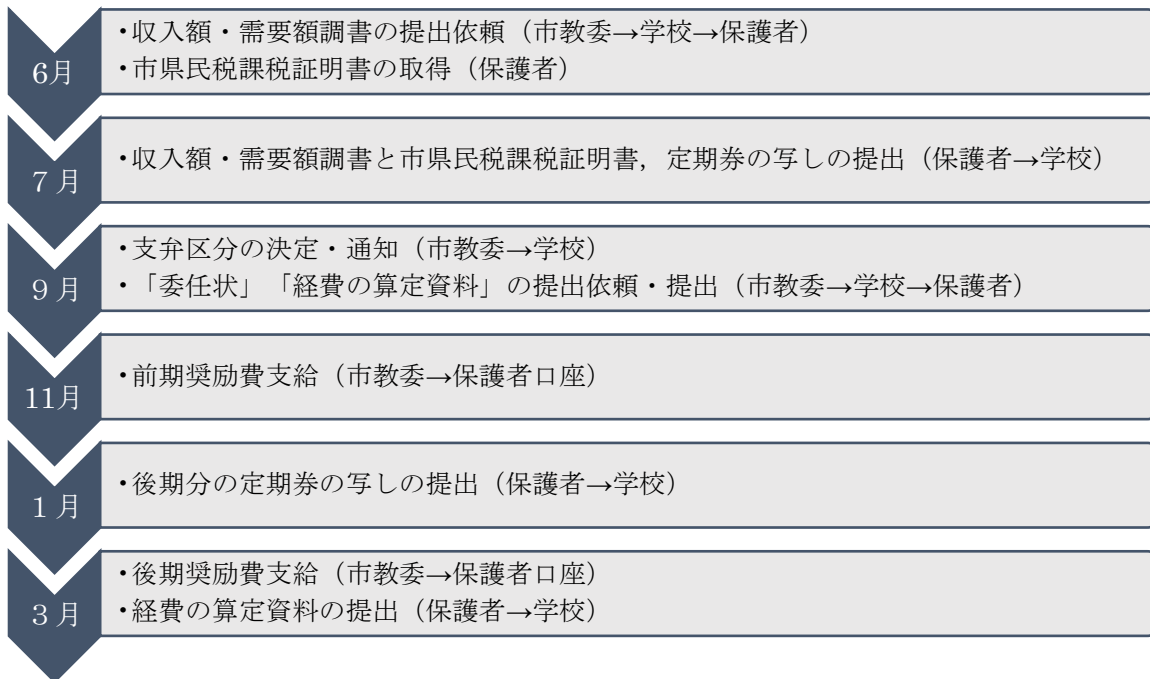 6月
・収入額・需要額調書の提出依頼（市教委→学校→保護者）
・市県民税課税証明書の取得（保護者）
７月
・収入額・需要額調書と市県民税課税証明書，定期券の写しの提出（保護者→学校）
９月
・支弁区分の決定・通知（市教委→学校）
・「委任状」「経費の算定資料」の提出依頼・提出（市教委→学校→保護者）
11月
・前期奨励費支給（市教委→保護者口座）
１月
・後期分の定期券の写しの提出（保護者→学校）
３月
・後期奨励費支給（市教委→保護者口座）
・経費の算定資料の提出（保護者→学校）